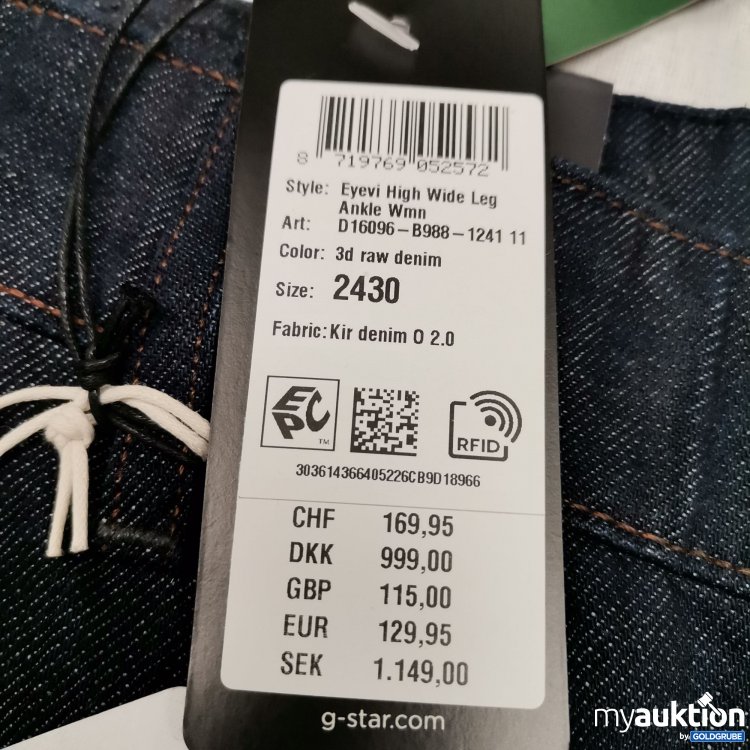 8 719769 052572
Style: Eyevi High Wide Leg
Ankle Wmn
Art: D16096-B988-1241 11
Color: 3d raw denim
Size: 2430
Fabric: Kir denim O 2.0
EPC TM
RFID
303614366405226CB9D18966
CHF 169,95
DKK 999,00
GBP 115,00
EUR 129,95
SEK 1.149,00
g-star.com
myauktion
by GOLDGRUBE